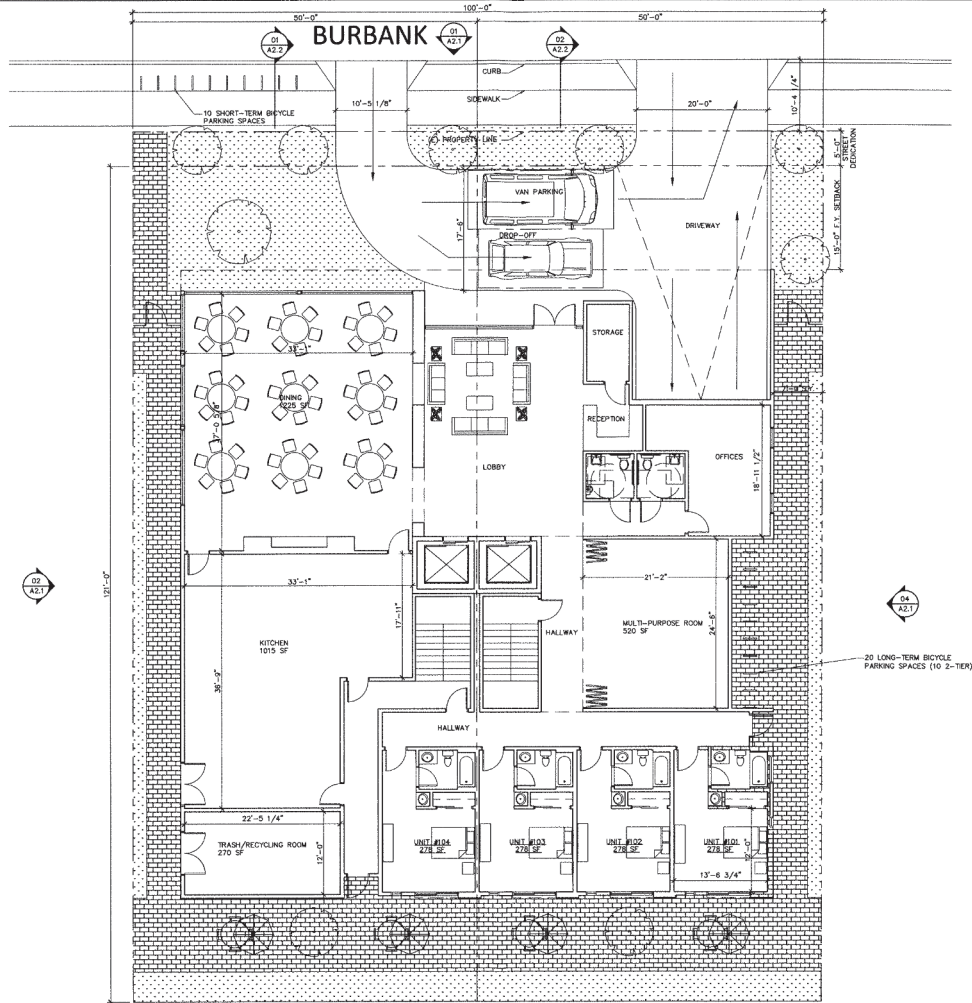 100'-0"
50'-0"
50'-0"
01
A2.2
BURBANK
01
A2.1
02
A2.2
CURB
SIDEWALK
10 SHORT-TERM BICYCLE
PARKING SPACES
10'-5 1/8"
20'-0"
10'-4 1/4"
PROPERTY LINE
5'-0"
STREET
DEDICATION
VAN PARKING
DROP-OFF
17'-6"
DRIVEWAY
15'-0" F.Y. SETBACK
33'-1"
STORAGE
DINING
1225 SF
RECEPTION
LOBBY
OFFICES
18'-11 1/2"
02
A2.1
121'-0"
33'-1"
17'-11"
KITCHEN
1015 SF
36'-9"
HALLWAY
21'-2"
MULTI-PURPOSE ROOM
520 SF
24'-6"
04
A2.1
20 LONG-TERM BICYCLE
PARKING SPACES (10 2-TIER)
HALLWAY
22'-5 1/4"
TRASH/RECYCLING ROOM
270 SF
12'-0"
UNIT #104
278 SF
UNIT #103
278 SF
UNIT #102
278 SF
UNIT #101
278 SF
13'-6 3/4"